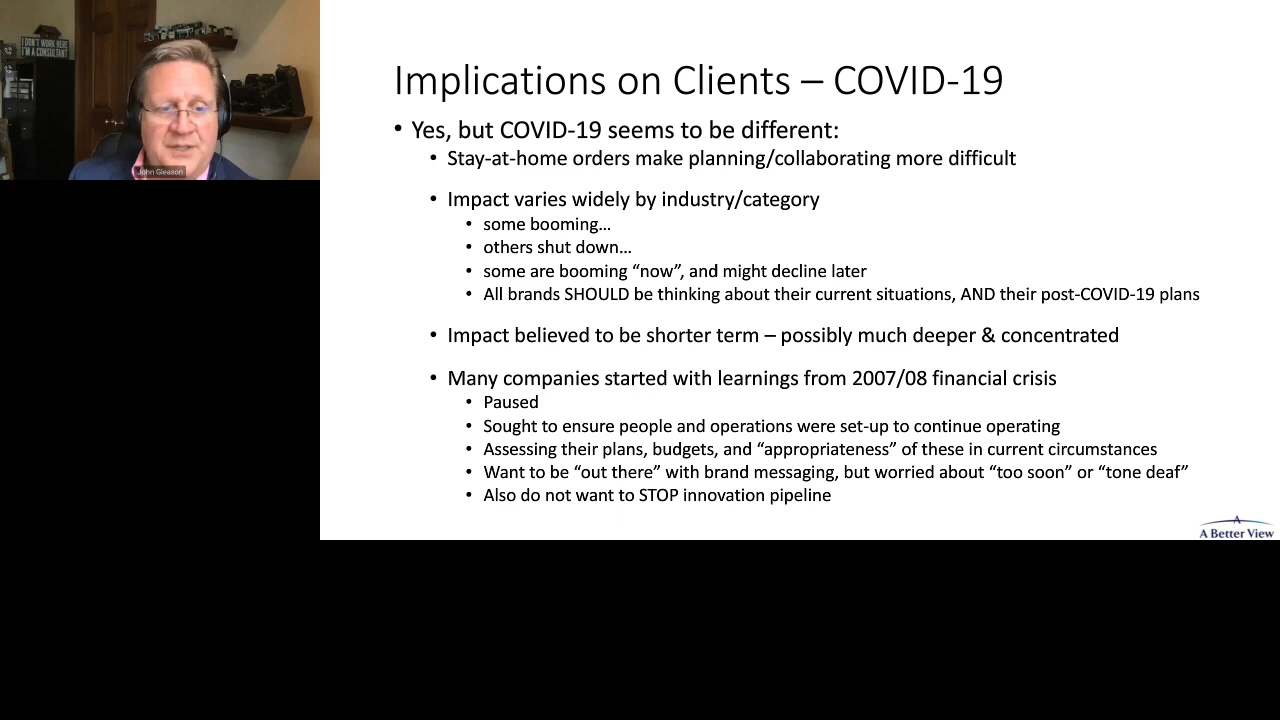 I DON'T WORK HERE
I'M A CONSULTANT
John Gleason
Implications on Clients – COVID-19
• Yes, but COVID-19 seems to be different:
• Stay-at-home orders make planning/collaborating more difficult
• Impact varies widely by industry/category
• some booming…
• others shut down…
• some are booming “now”, and might decline later
• All brands SHOULD be thinking about their current situations, AND their post-COVID-19 plans
• Impact believed to be shorter term – possibly much deeper & concentrated
• Many companies started with learnings from 2007/08 financial crisis
• Paused
• Sought to ensure people and operations were set-up to continue operating
• Assessing their plans, budgets, and “appropriateness” of these in current circumstances
• Want to be “out there” with brand messaging, but worried about “too soon” or “tone deaf”
• Also do not want to STOP innovation pipeline
A
A Better View